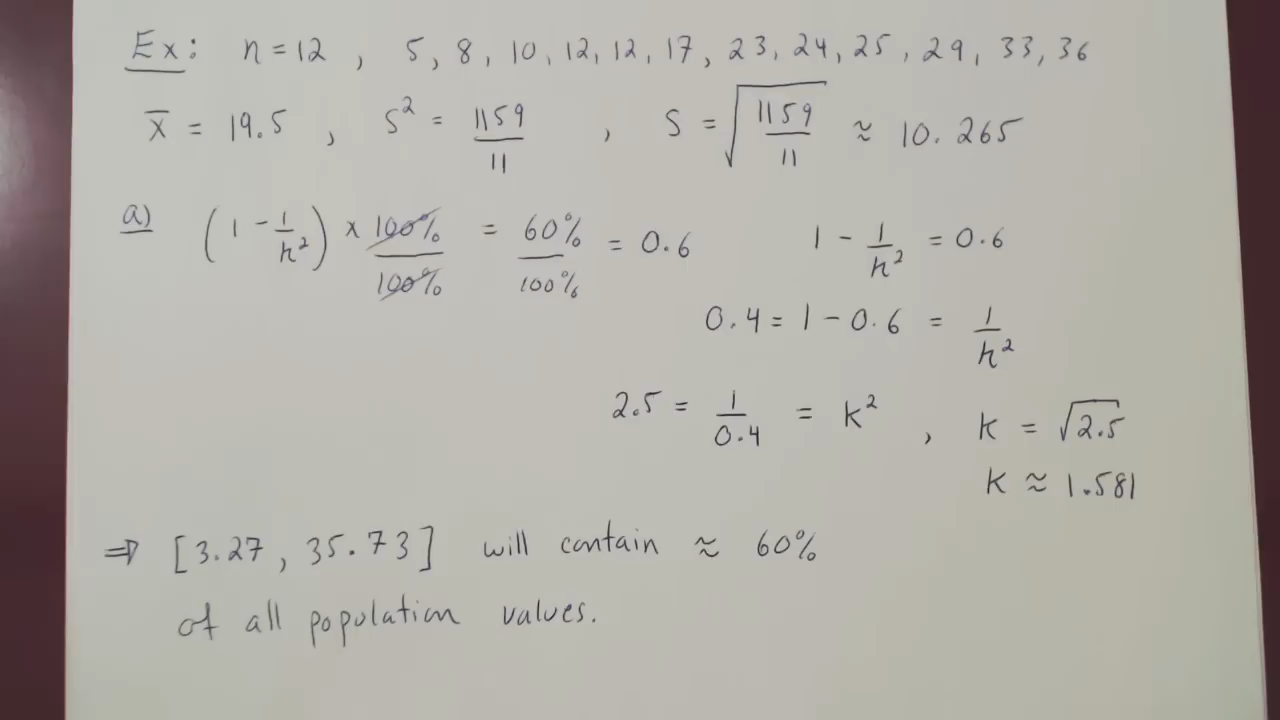 Ex: n = 12 , 5, 8, 10, 12, 12, 17, 23, 24, 25, 29, 33, 36
x̄ = 19.5 , S² = 1159/11 , S = √(1159/11) ≈ 10.265
a) (1 - 1/k²) × 100%/100% = 60%/100% = 0.6 1 - 1/k² = 0.6
0.4 = 1 - 0.6 = 1/k²
2.5 = 1/0.4 = k² , k = √2.5
k ≈ 1.581
⇒ [3.27, 35.73] will contain ≈ 60%
of all population values.